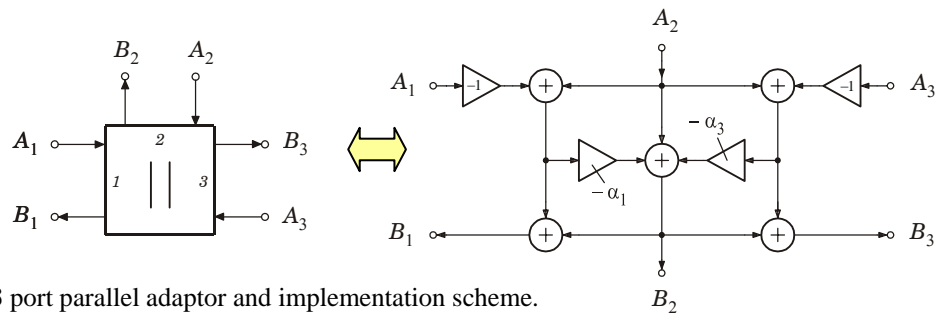 B₂ A₂
A₁ B₃
2
1 3
B₁ A₃
A₂
A₁ −1 + + −1 A₃
− α₃
+
− α₁
B₁ + + B₃
B₂
port parallel adaptor and implementation scheme.